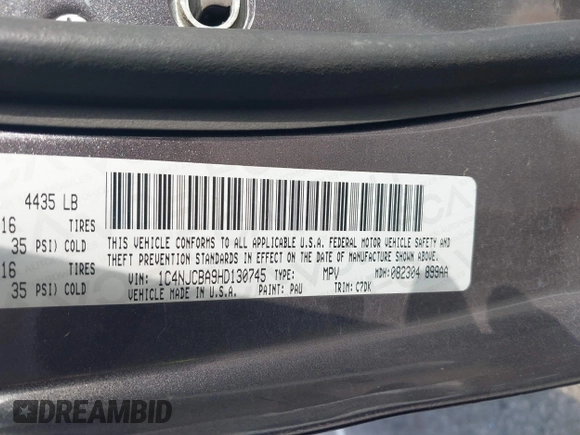 4435 LB
16 TIRES
35 PSI) COLD
16 TIRES
35 PSI) COLD
THIS VEHICLE CONFORMS TO ALL APPLICABLE U.S.A. FEDERAL MOTOR VEHICLE SAFETY AND
THEFT PREVENTION STANDARDS IN EFFECT ON THE DATE OF MANUFACTURE SHOWN ABOVE.
VIN: 1C4NJCBA9HD130745 TYPE: MPV MDH: 082304 899AA
VEHICLE MADE IN U.S.A. PAINT: PAU TRIM: C7DK
DREAMBID